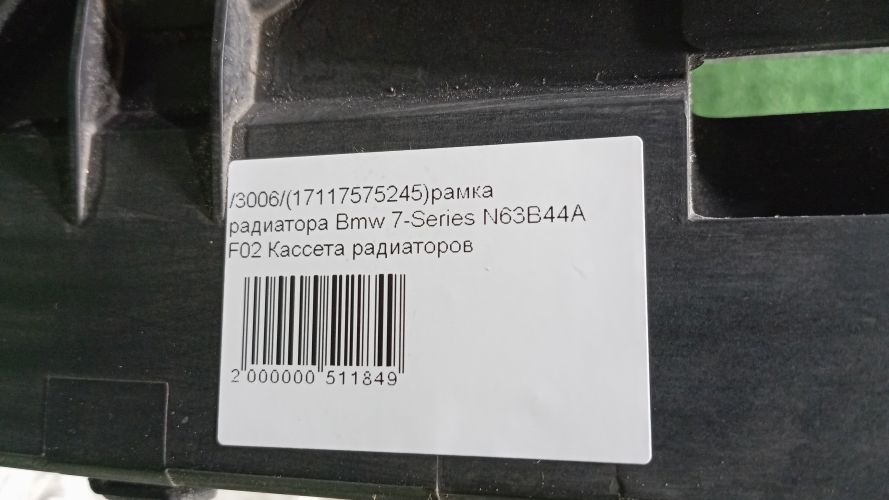 /3006/(17117575245)рамка
радиатора Bmw 7-Series N63B44A
F02 Кассета радиаторов
2 000000 511849